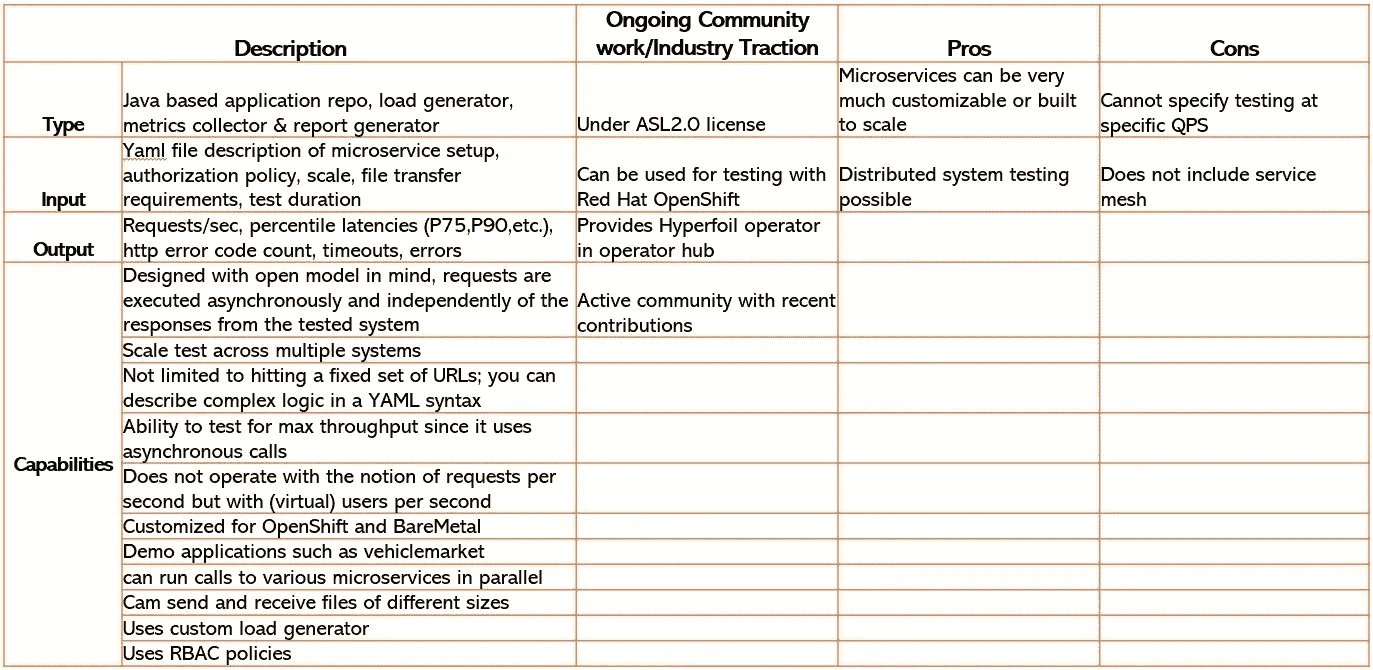 Description
Ongoing Community
work/Industry Traction
Pros
Cons
Type
Java based application repo, load generator,
metrics collector & report generator
Under ASL2.0 license
Microservices can be very
much customizable or built
to scale
Cannot specify testing at
specific QPS
Input
Yaml file description of microservice setup,
authorization policy, scale, file transfer
requirements, test duration
Can be used for testing with
Red Hat OpenShift
Distributed system testing
possible
Does not include service
mesh
Output
Requests/sec, percentile latencies (P75,P90,etc.),
http error code count, timeouts, errors
Provides Hyperfoil operator
in operator hub
Capabilities
Designed with open model in mind, requests are
executed asynchronously and independently of the
responses from the tested system
Active community with recent
contributions
Scale test across multiple systems
Not limited to hitting a fixed set of URLs; you can
describe complex logic in a YAML syntax
Ability to test for max throughput since it uses
asynchronous calls
Does not operate with the notion of requests per
second but with (virtual) users per second
Customized for OpenShift and BareMetal
Demo applications such as vehiclemarket
can run calls to various microservices in parallel
Cam send and receive files of different sizes
Uses custom load generator
Uses RBAC policies